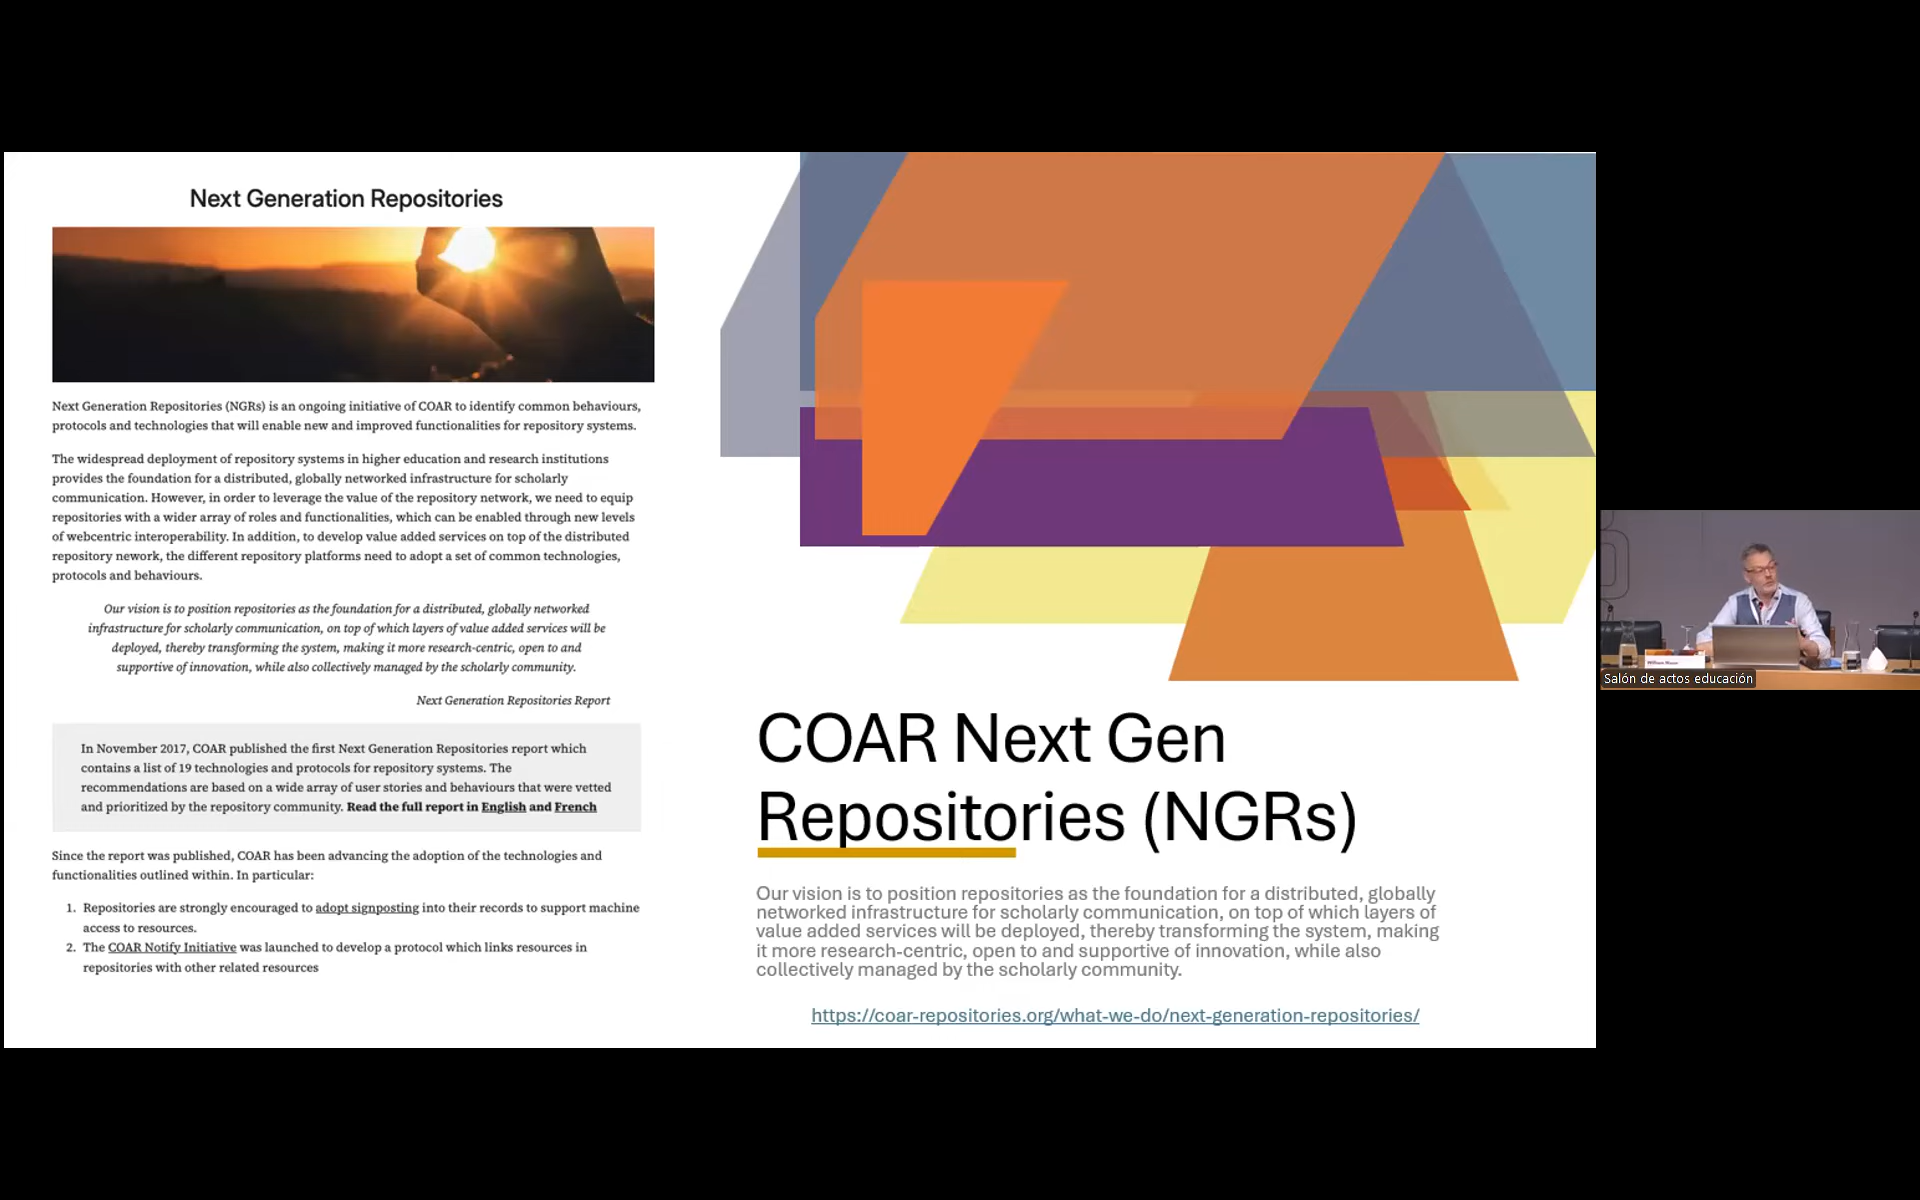 Next Generation Repositories
Next Generation Repositories (NGRs) is an ongoing initiative of COAR to identify common behaviours,
protocols and technologies that will enable new and improved functionalities for repository systems.
The widespread deployment of repository systems in higher education and research institutions
provides the foundation for a distributed, globally networked infrastructure for scholarly
communication. However, in order to leverage the value of the repository network, we need to equip
repositories with a wider array of roles and functionalities, which can be enabled through new levels
of webcentric interoperability. In addition, to develop value added services on top of the distributed
repository nework, the different repository platforms need to adopt a set of common technologies,
protocols and behaviours.
Our vision is to position repositories as the foundation for a distributed, globally networked
infrastructure for scholarly communication, on top of which layers of value added services will be
deployed, thereby transforming the system, making it more research-centric, open to and
supportive of innovation, while also collectively managed by the scholarly community.
Next Generation Repositories Report
In November 2017, COAR published the first Next Generation Repositories report which
contains a list of 19 technologies and protocols for repository systems. The
recommendations are based on a wide array of user stories and behaviours that were vetted
and prioritized by the repository community. Read the full report in English and French
Since the report was published, COAR has been advancing the adoption of the technologies and
functionalities outlined within. In particular:
1. Repositories are strongly encouraged to adopt signposting into their records to support machine
access to resources.
2. The COAR Notify Initiative was launched to develop a protocol which links resources in
repositories with other related resources
COAR Next Gen
Repositories (NGRs)
Our vision is to position repositories as the foundation for a distributed, globally
networked infrastructure for scholarly communication, on top of which layers of
value added services will be deployed, thereby transforming the system, making
it more research-centric, open to and supportive of innovation, while also
collectively managed by the scholarly community.
https://coar-repositories.org/what-we-do/next-generation-repositories/
Salón de actos educación